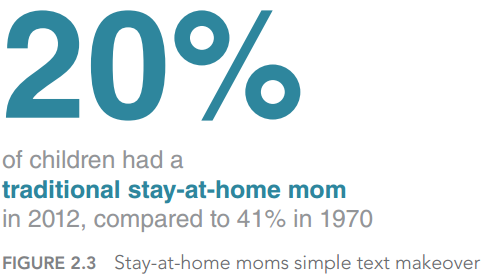 20%
of children had a
traditional stay-at-home mom
in 2012, compared to 41% in 1970
FIGURE 2.3 Stay-at-home moms simple text makeover